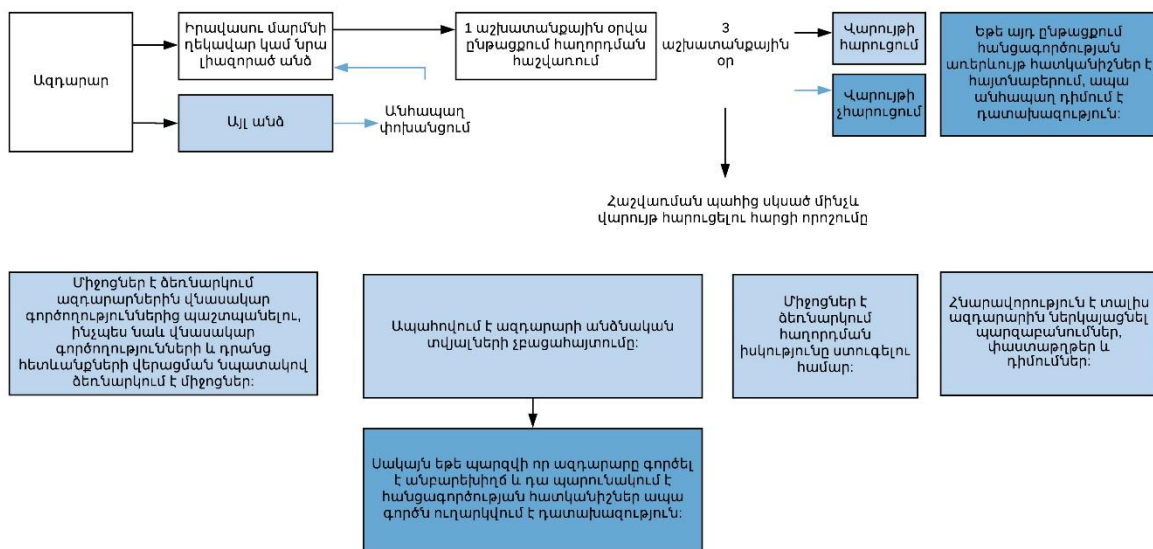 Ազդարար
Իրավասու մարմնի
ղեկավար կամ նրա
լիազորած անձ
Այլ անձ
Անհապաղ
փոխանցում
1 աշխատանքային օրվա
ընթացքում հաղորդման
հաշվառում
3
աշխատանքային
օր
Վարույթի
հարուցում
Վարույթի
չհարուցում
Եթե այդ ընթացքում
հանցագործության
առերևույթ հատկանիշներ է
հայտնաբերում, ապա
անհապաղ դիմում է
դատախազություն:
Հաշվառման պահից սկսած մինչև
վարույթ հարուցելու հարցի որոշումը
Միջոցներ է ձեռնարկում
ազդարարներին վնասակար
գործողություններից պաշտպանելու,
ինչպես նաև վնասակար
գործողությունների և դրանց
հետևանքների վերացման նպատակով
ձեռնարկում է միջոցներ:
Ապահովում է ազդարարի անձնական
տվյալների չբացահայտումը:
Միջոցներ է
ձեռնարկում
հաղորդման
իսկությունը ստուգելու
համար:
Հնարավորություն է տալիս
ազդարարին ներկայացնել
պարզաբանումներ,
փաստաթղթեր և
դիմումներ:
Սակայն եթե պարզվի որ ազդարարը գործել
է անբարեխիղճ և դա պարունակում է
հանցագործության հատկանիշներ ապա
գործն ուղարկվում է դատախազություն: